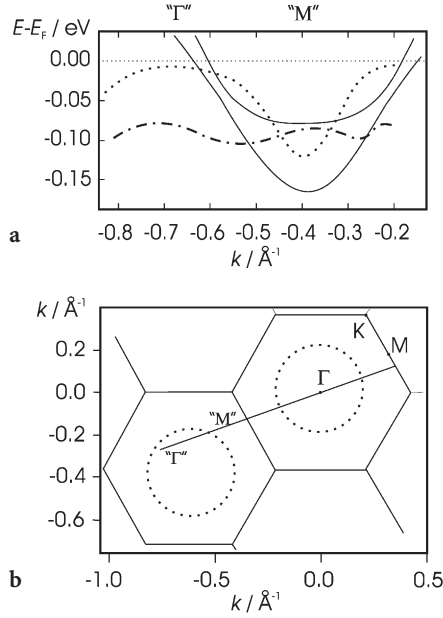 "Γ" "M"
E-E_F / eV
0.00
-0.05
-0.10
-0.15
-0.8 -0.7 -0.6 -0.5 -0.4 -0.3 -0.2
a
k / Å⁻¹
k / Å⁻¹
K
M
0.2
Γ
0.0
"M"
-0.2
"Γ"
-0.4
-0.6
-1.0 -0.5 0.0 0.5
b
k / Å⁻¹